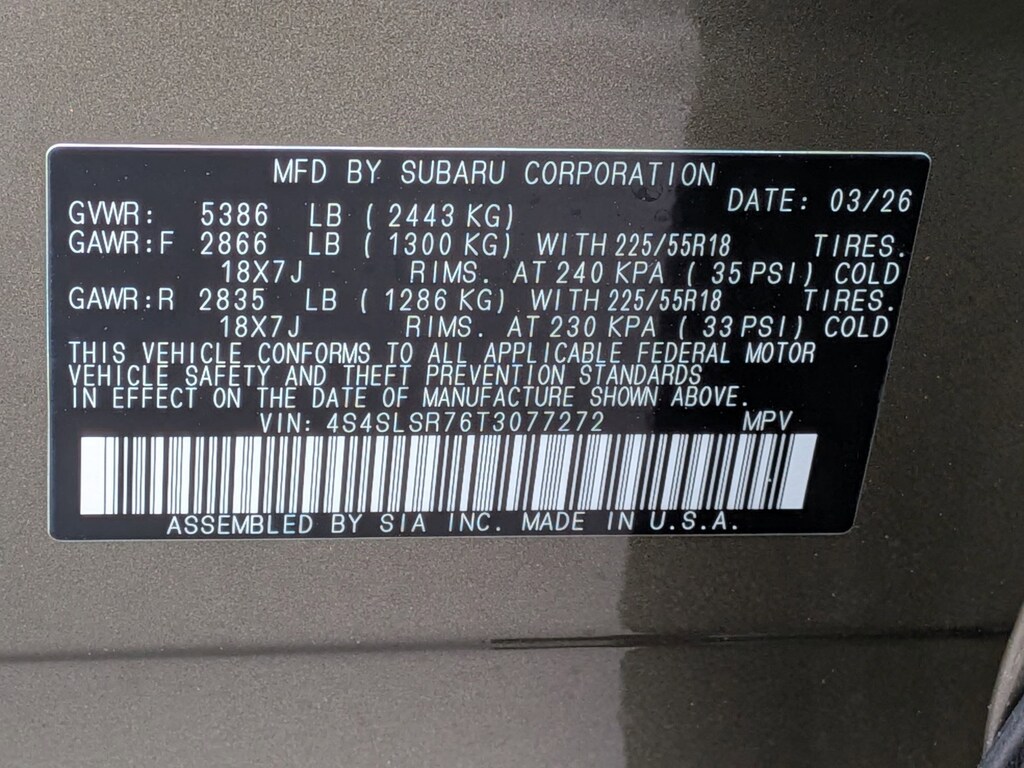 MFD BY SUBARU CORPORATION
DATE: 03/26
GVWR: 5386 LB ( 2443 KG)
GAWR:F 2866 LB ( 1300 KG) WITH 225/55R18 TIRES.
18X7J RIMS. AT 240 KPA ( 35 PSI) COLD
GAWR:R 2835 LB ( 1286 KG) WITH 225/55R18 TIRES.
18X7J RIMS. AT 230 KPA ( 33 PSI) COLD
THIS VEHICLE CONFORMS TO ALL APPLICABLE FEDERAL MOTOR
VEHICLE SAFETY AND THEFT PREVENTION STANDARDS
IN EFFECT ON THE DATE OF MANUFACTURE SHOWN ABOVE.
VIN: 4S4SLSR76T3077272 MPV
ASSEMBLED BY SIA INC. MADE IN U.S.A.